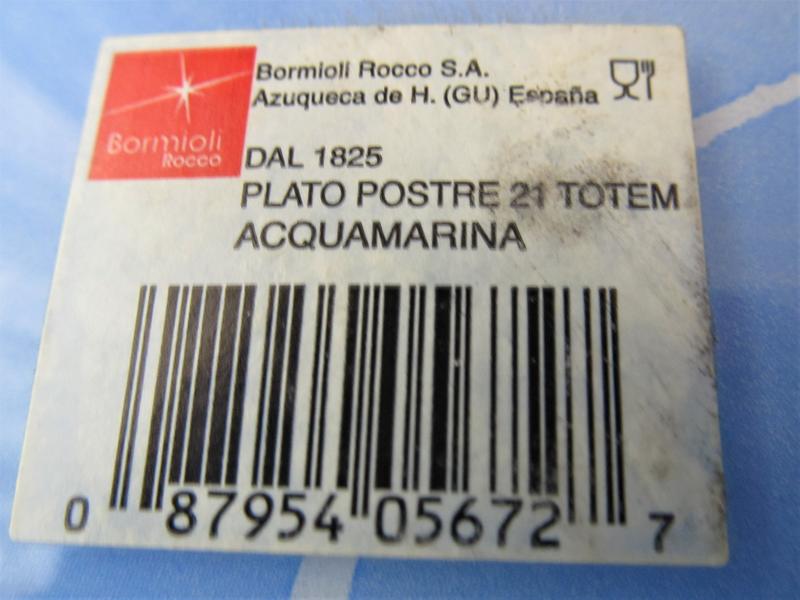 Bormioli
Rocco
Bormioli Rocco S.A.
Azuqueca de H. (GU) España
DAL 1825
PLATO POSTRE 21 TOTEM
ACQUAMARINA
0 87954 05672 7